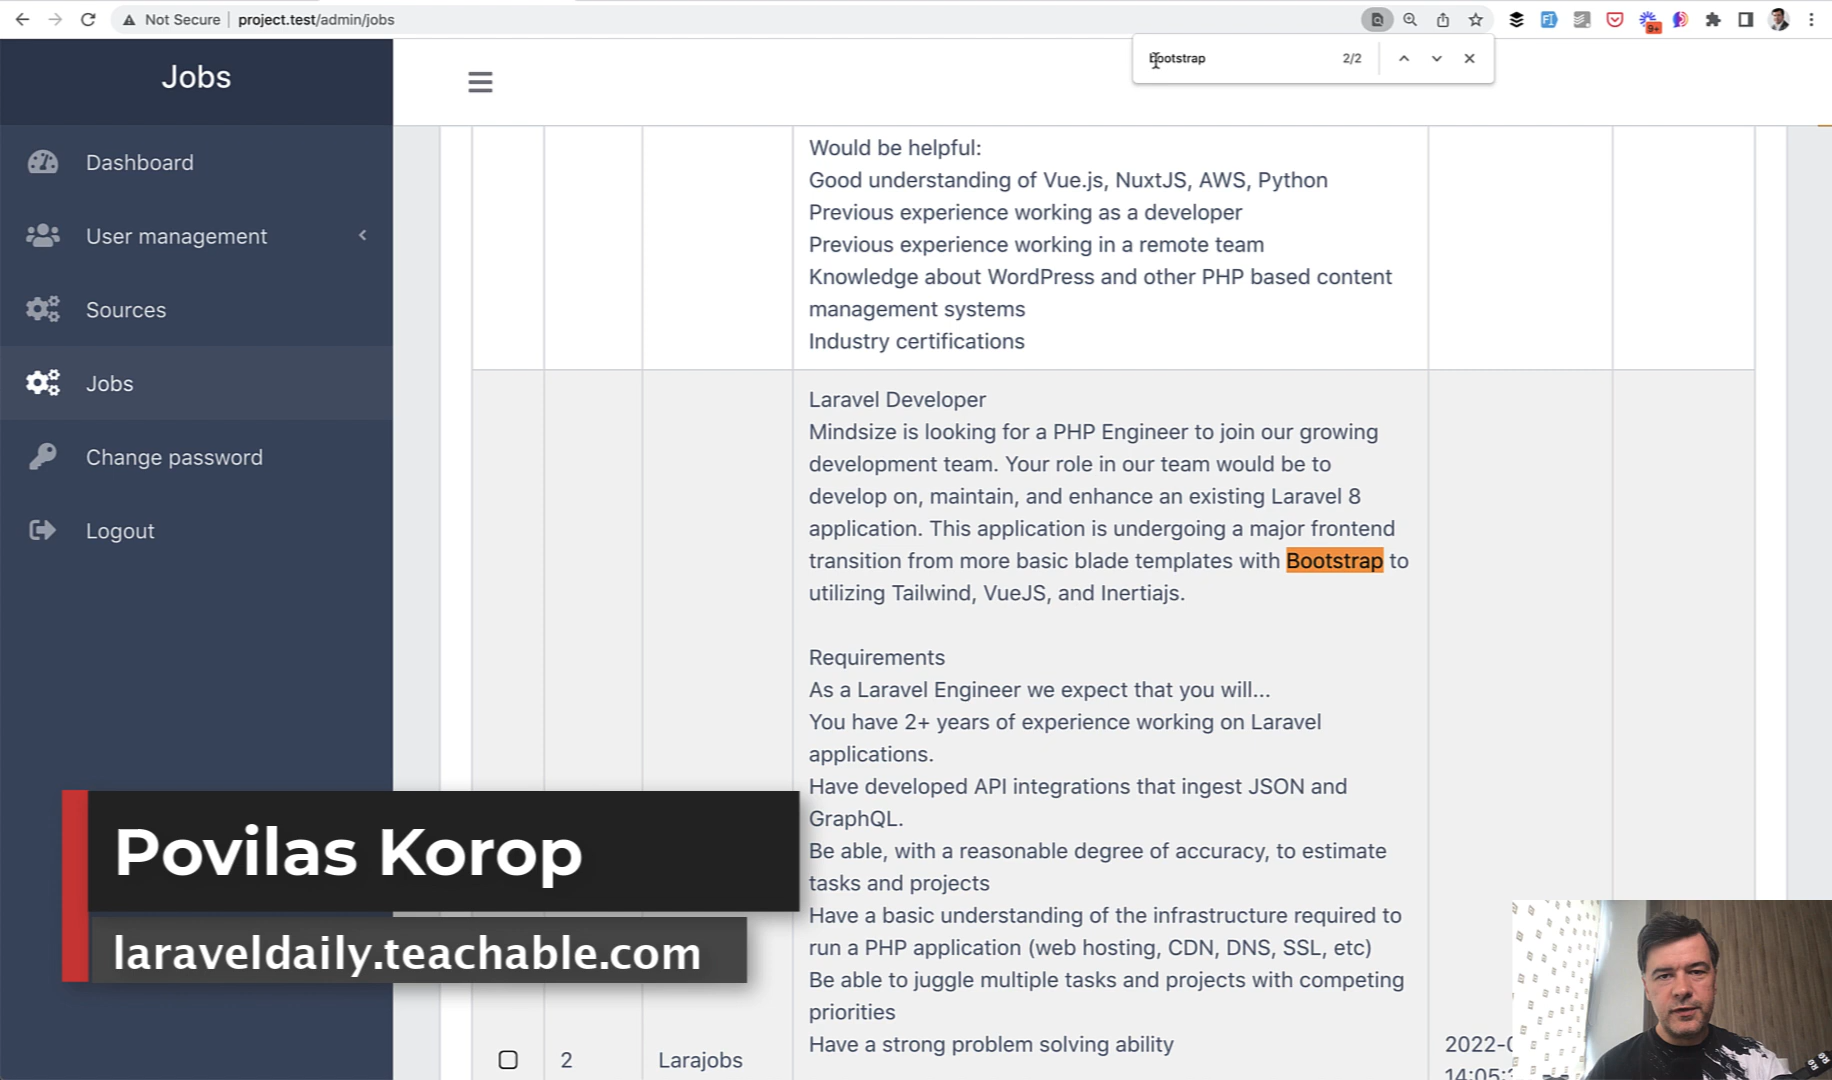 Not Secure
project.test/admin/jobs
bootstrap
2/2
9+
Jobs
Dashboard
User management
Sources
Jobs
Change password
Logout
Would be helpful:
Good understanding of Vue.js, NuxtJS, AWS, Python
Previous experience working as a developer
Previous experience working in a remote team
Knowledge about WordPress and other PHP based content
management systems
Industry certifications
Laravel Developer
Mindsize is looking for a PHP Engineer to join our growing
development team. Your role in our team would be to
develop on, maintain, and enhance an existing Laravel 8
application. This application is undergoing a major frontend
transition from more basic blade templates with Bootstrap to
utilizing Tailwind, VueJS, and Inertiajs.
Requirements
As a Laravel Engineer we expect that you will...
You have 2+ years of experience working on Laravel
applications.
Have developed API integrations that ingest JSON and
GraphQL.
Be able, with a reasonable degree of accuracy, to estimate
tasks and projects
Have a basic understanding of the infrastructure required to
run a PHP application (web hosting, CDN, DNS, SSL, etc)
Be able to juggle multiple tasks and projects with competing
priorities
Have a strong problem solving ability
2
Larajobs
Povilas Korop
laraveldaily.teachable.com